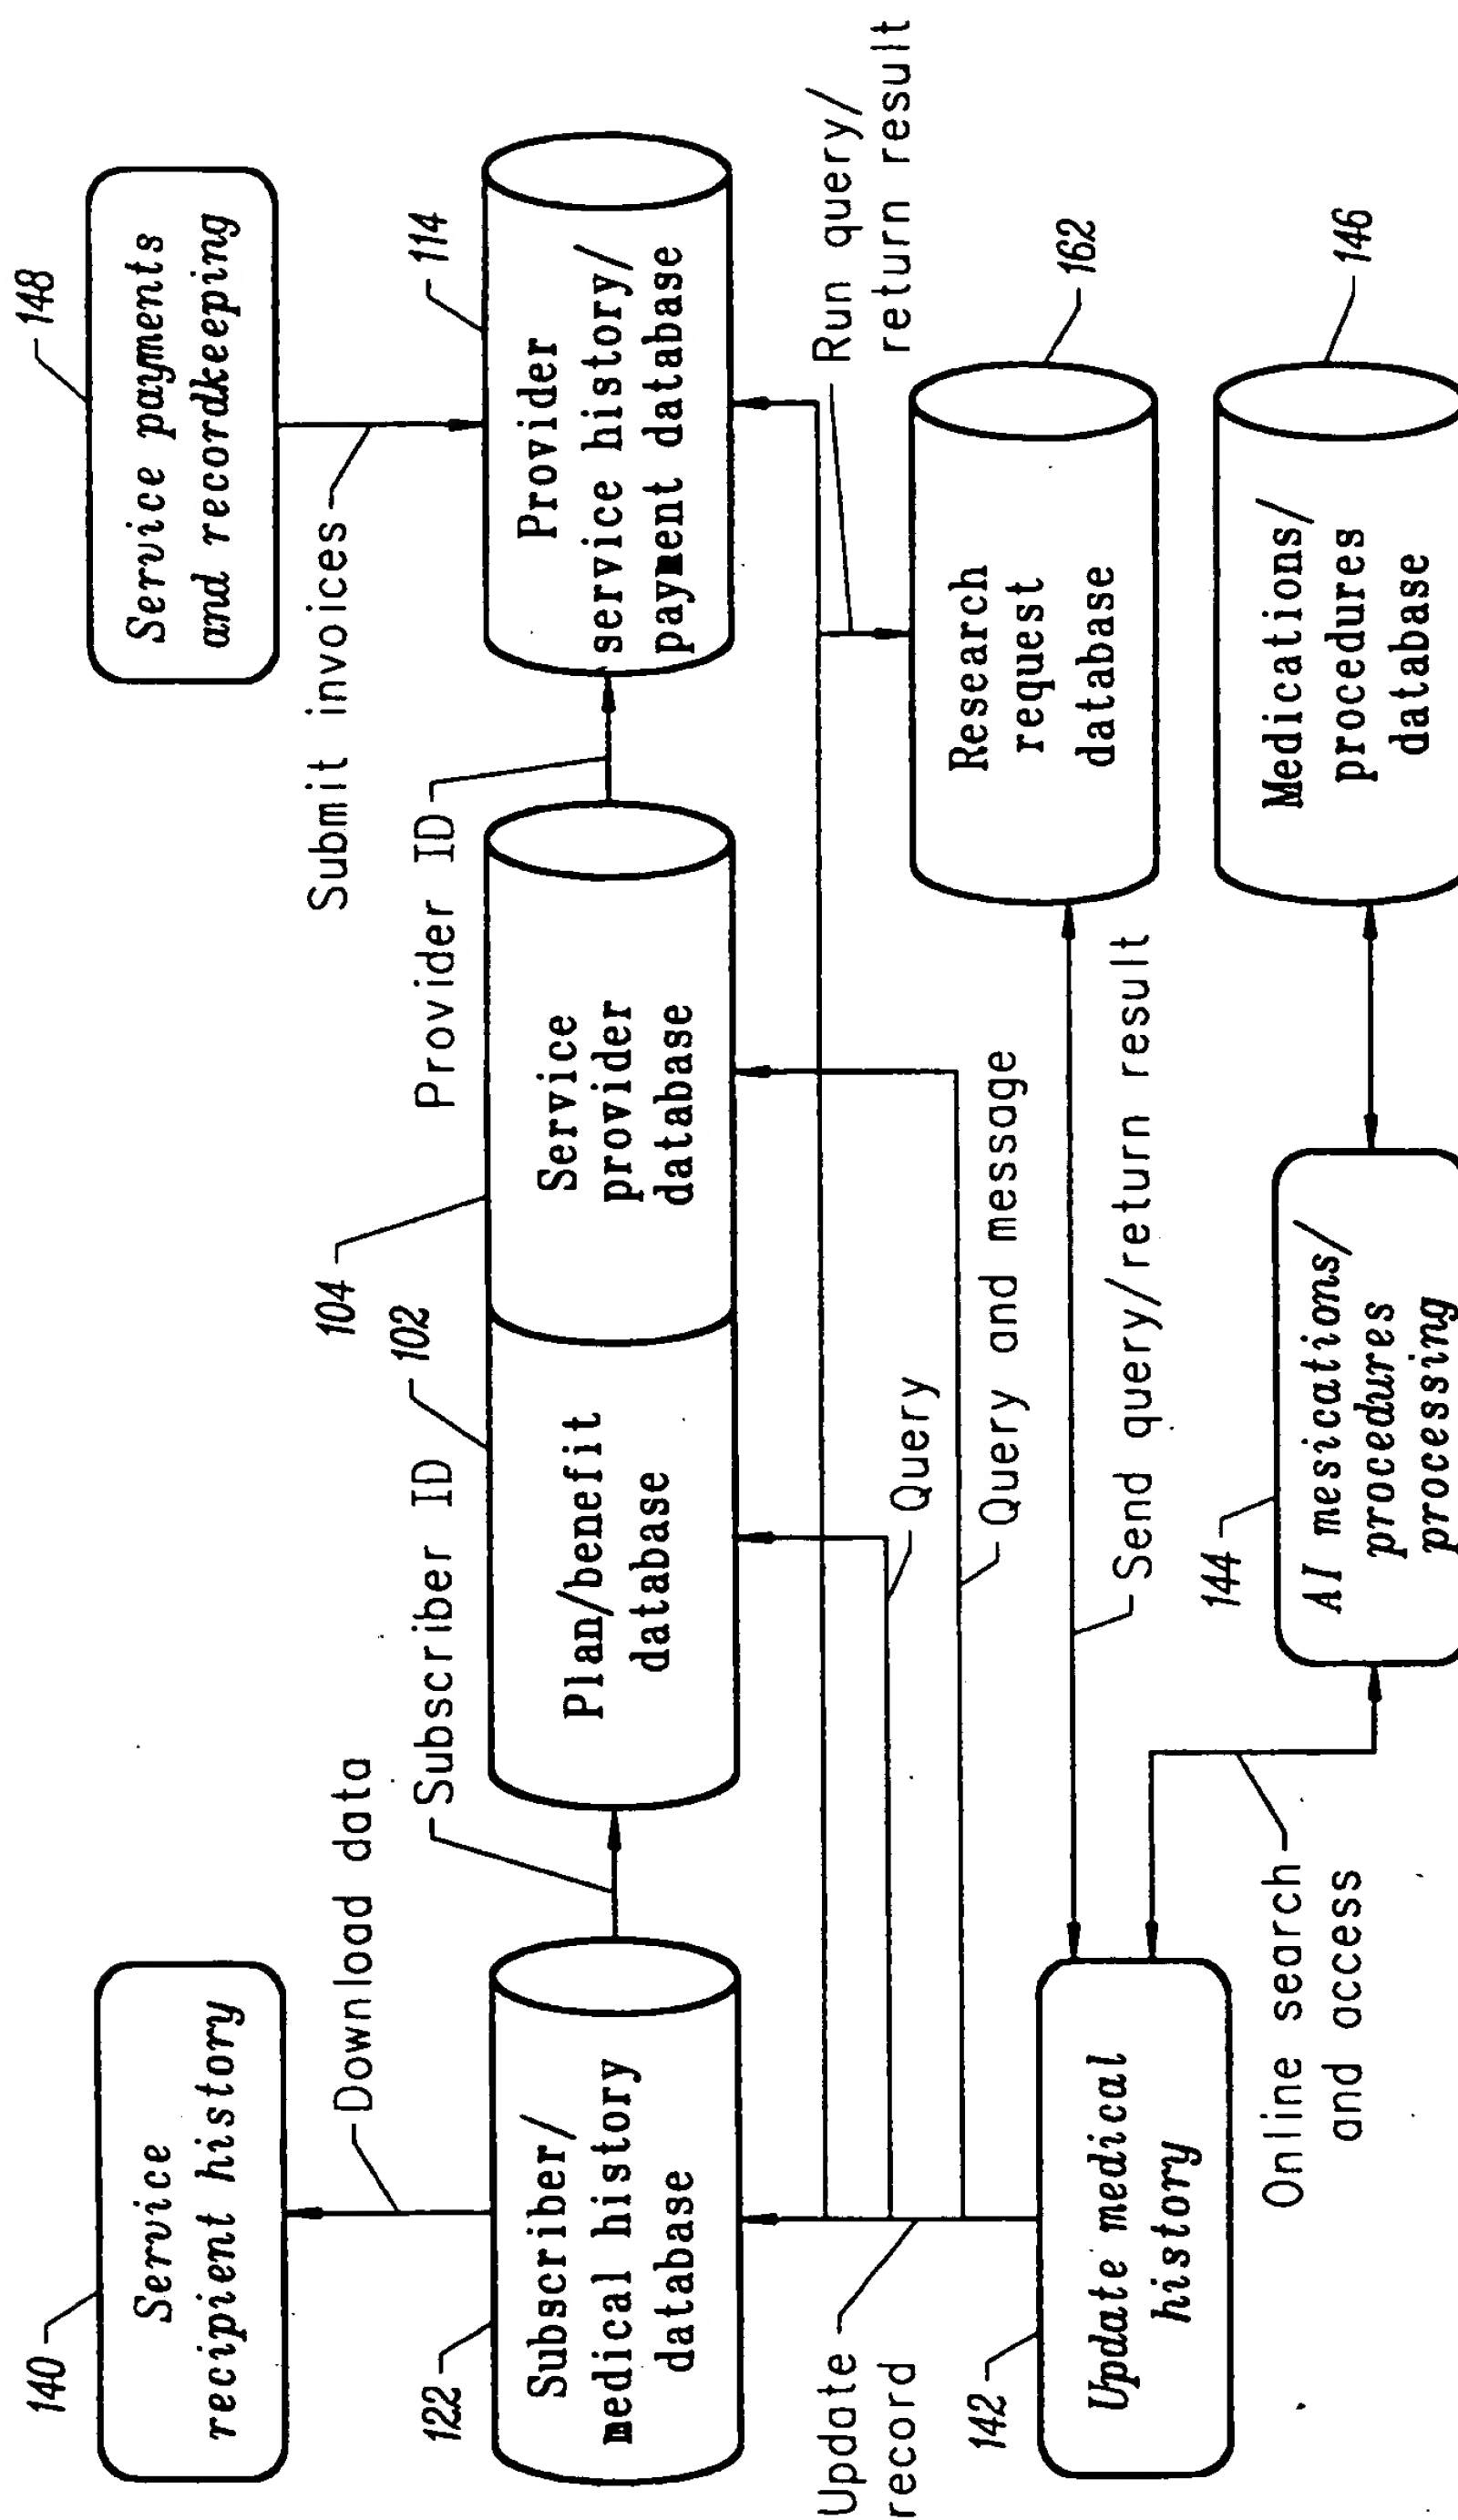 140
Service
recipient history
148
Service payments
and recordkeeping
Download data
Submit invoices
122
Subscriber/
medical history
database
Subscriber ID
102
Plan/benefit
database
104
Service
provider
database
Provider ID
114
Provider
service history/
payment database
Update
record
Query
Query and message
Run query/
return result
142
Update medical
history
Send query/return result
Research
request
database
162
Online search
and access
144
AI mesications/
procedures
processing
Medications/
procedures
database
146